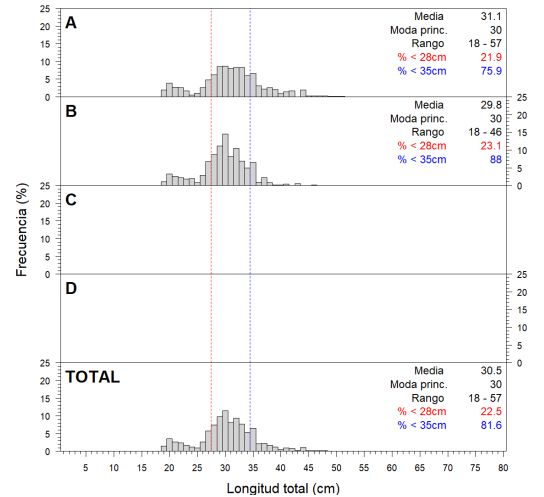 25
20
15
10
5
0
A
Media 31.1
Moda princ. 30
Rango 18 - 57
% < 28cm 21.9
% < 35cm 75.9
B
Media 29.8
Moda princ. 30
Rango 18 - 46
% < 28cm 23.1
% < 35cm 88
25
20
15
10
5
0
25
20
15
10
5
0
C
D
25
20
15
10
5
0
25
20
15
10
5
0
TOTAL
Media 30.5
Moda princ. 30
Rango 18 - 57
% < 28cm 22.5
% < 35cm 81.6
Frecuencia (%)
5 10 15 20 25 30 35 40 45 50 55 60 65 70 75 80
Longitud total (cm)